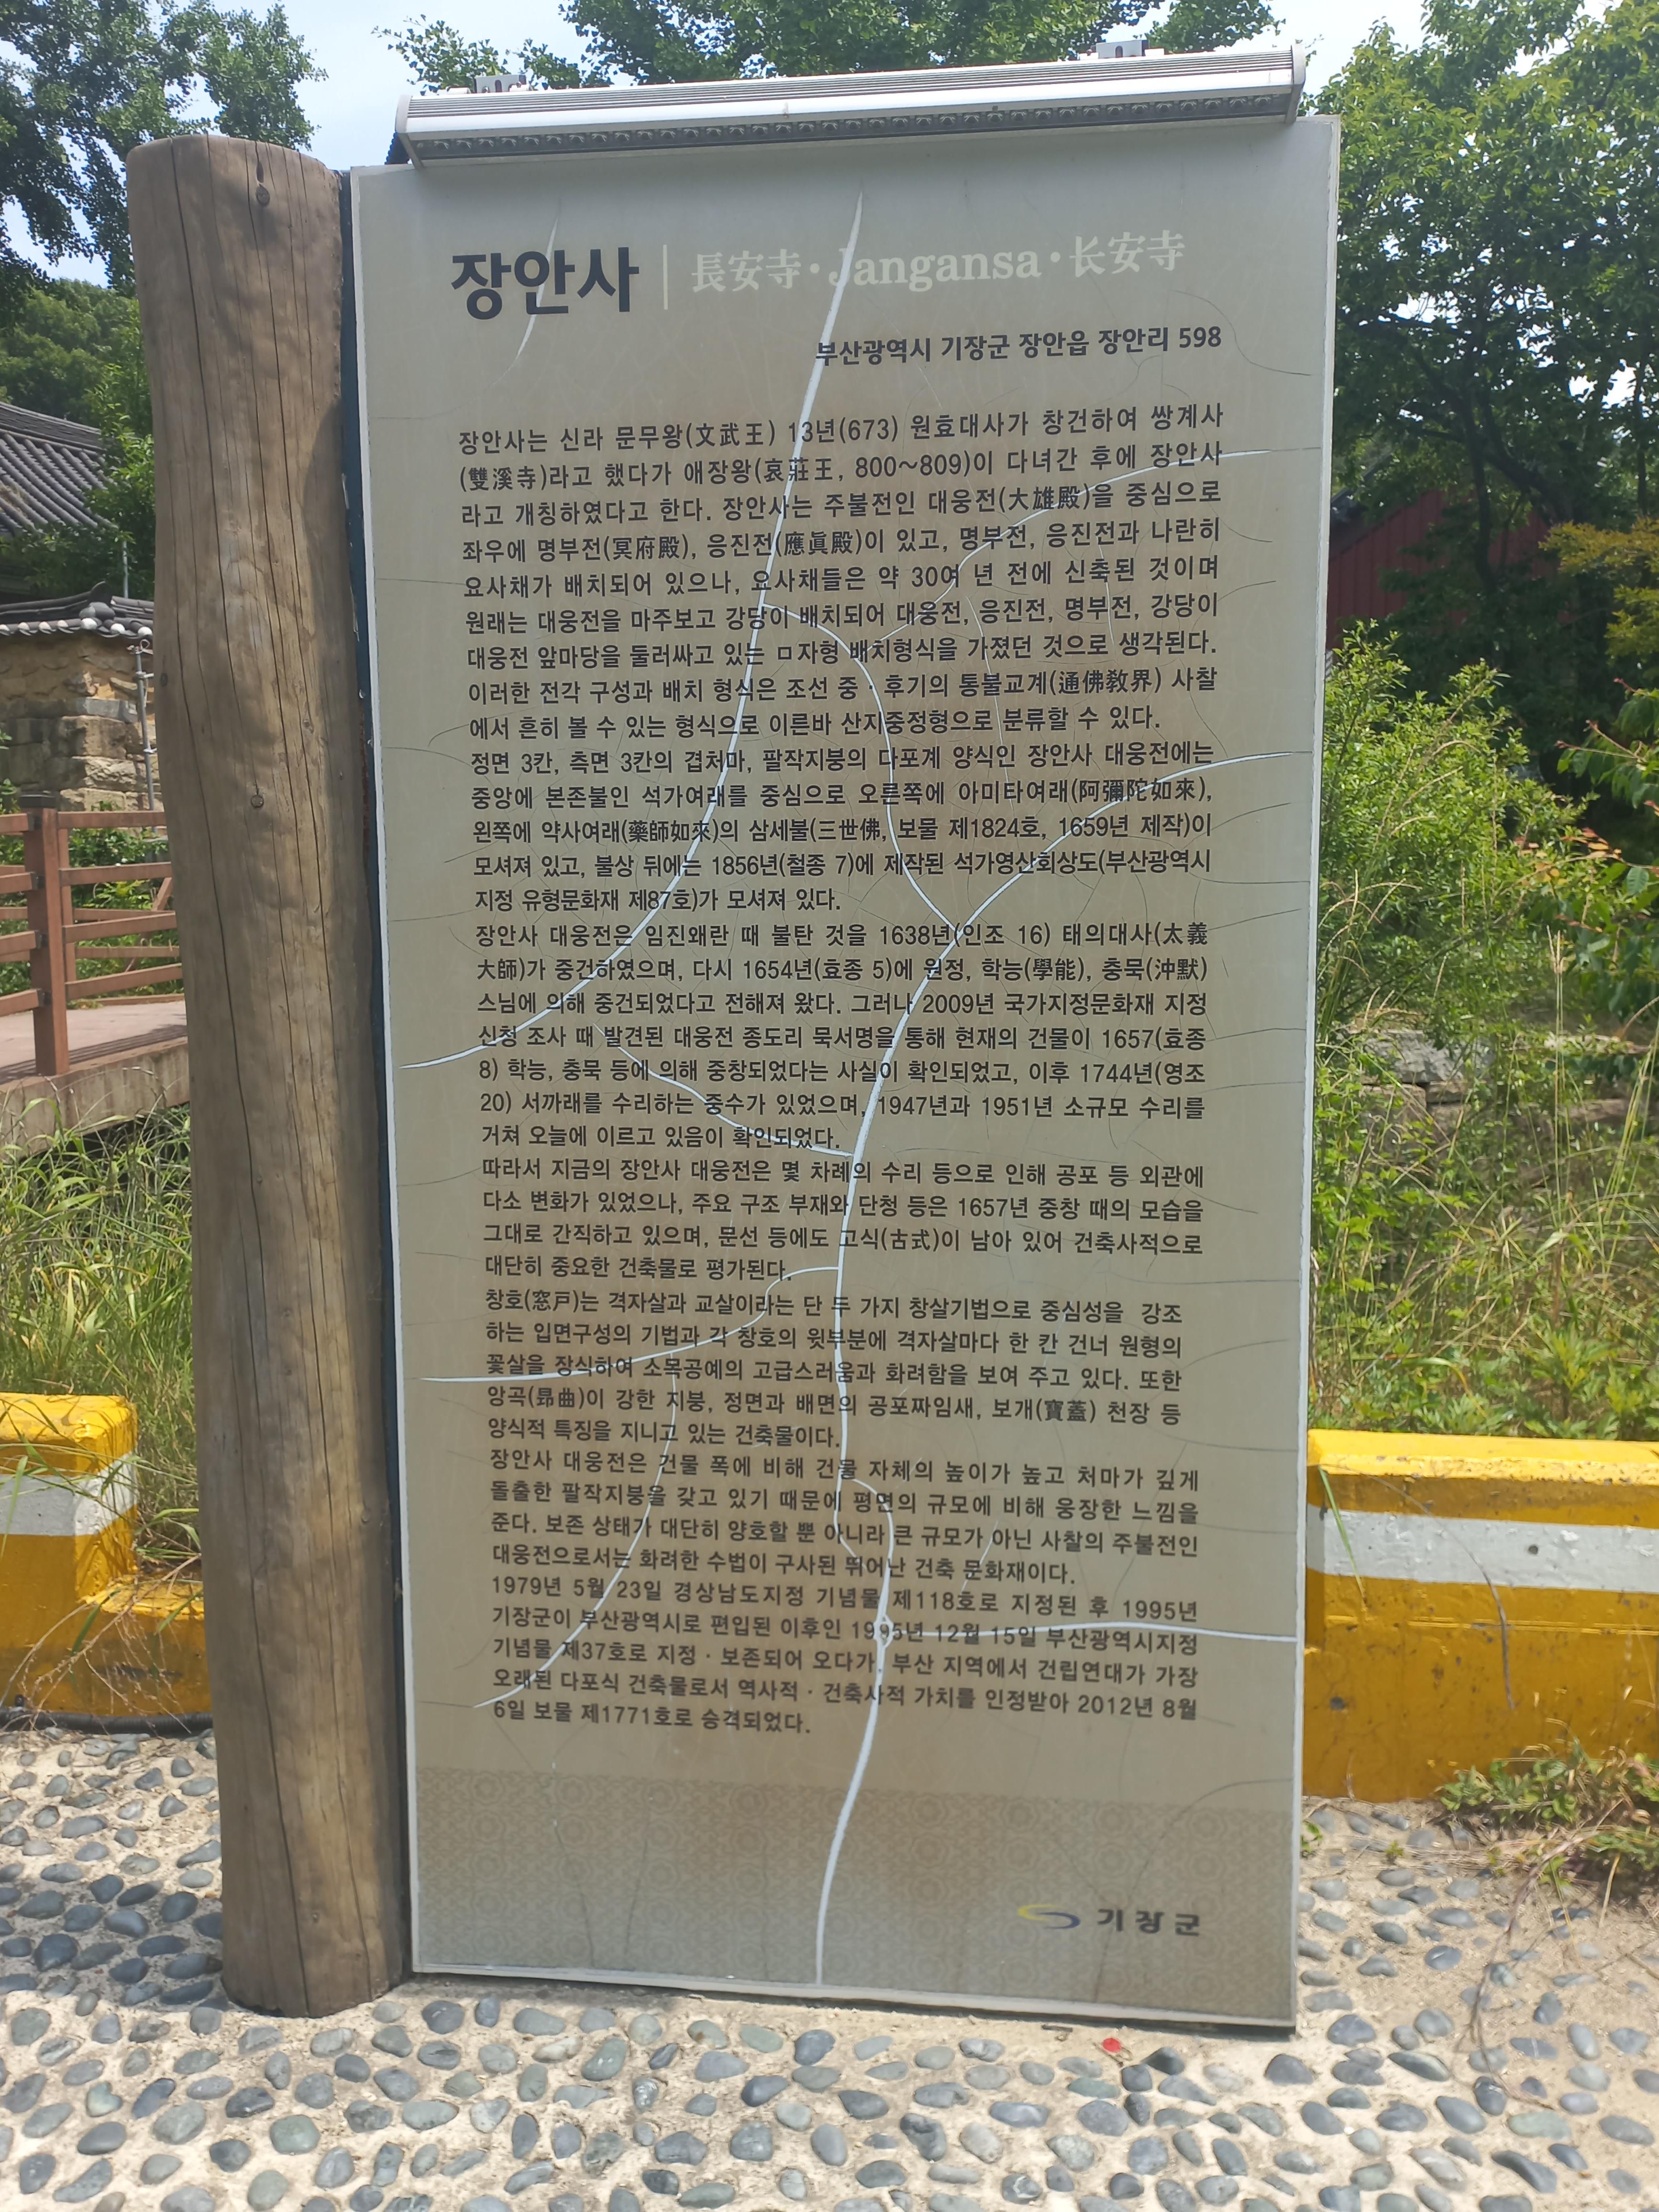 장안사 長安寺·Jangansa·长安寺
부산광역시 기장군 장안읍 장안리 598
장안사는 신라 문무왕(文武王) 13년(673) 원효대사가 창건하여 쌍계사
(雙溪寺)라고 했다가 애장왕(哀莊王, 800～809)이 다녀간 후에 장안사
라고 개칭하였다고 한다. 장안사는 주불전인 대웅전(大雄殿)을 중심으로
좌우에 명부전(冥府殿), 응진전(應眞殿)이 있고, 명부전, 응진전과 나란히
요사채가 배치되어 있으나, 요사채들은 약 30여 년 전에 신축된 것이며
원래는 대웅전을 마주보고 강당이 배치되어 대웅전, 응진전, 명부전, 강당이
대웅전 앞마당을 둘러싸고 있는 ㅁ자형 배치형식을 가졌던 것으로 생각된다.
이러한 전각 구성과 배치 형식은 조선 중·후기의 통불교계(通佛敎界) 사찰
에서 흔히 볼 수 있는 형식으로 이른바 산지중정형으로 분류할 수 있다.
정면 3칸, 측면 3칸의 겹처마, 팔작지붕의 다포계 양식인 장안사 대웅전에는
중앙에 본존불인 석가여래를 중심으로 오른쪽에 아미타여래(阿彌陀如來),
왼쪽에 약사여래(藥師如來)의 삼세불(三世佛, 보물 제1824호, 1659년 제작)이
모셔져 있고, 불상 뒤에는 1856년(철종 7)에 제작된 석가영산회상도(부산광역시
지정 유형문화재 제87호)가 모셔져 있다.
장안사 대웅전은 임진왜란 때 불탄 것을 1638년(인조 16) 태의대사(太義
大師)가 중건하였으며, 다시 1654년(효종 5)에 원정, 학능(學能), 충묵(沖默)
스님에 의해 중건되었다고 전해져 왔다. 그러나 2009년 국가지정문화재 지정
신청 조사 때 발견된 대웅전 종도리 묵서명을 통해 현재의 건물이 1657(효종
8) 학능, 충묵 등에 의해 중창되었다는 사실이 확인되었고, 이후 1744년(영조
20) 서까래를 수리하는 중수가 있었으며, 1947년과 1951년 소규모 수리를
거쳐 오늘에 이르고 있음이 확인되었다.
따라서 지금의 장안사 대웅전은 몇 차례의 수리 등으로 인해 공포 등 외관에
다소 변화가 있었으나, 주요 구조 부재와 단청 등은 1657년 중창 때의 모습을
그대로 간직하고 있으며, 문선 등에도 고식(古式)이 남아 있어 건축사적으로
대단히 중요한 건축물로 평가된다.
창호(窓戶)는 격자살과 교살이라는 단 두 가지 창살기법으로 중심성을 강조
하는 입면구성의 기법과 각 창호의 윗부분에 격자살마다 한 칸 건너 원형의
꽃살을 장식하여 소목공예의 고급스러움과 화려함을 보여 주고 있다. 또한
앙곡(昻曲)이 강한 지붕, 정면과 배면의 공포짜임새, 보개(寶蓋) 천장 등
양식적 특징을 지니고 있는 건축물이다.
장안사 대웅전은 건물 폭에 비해 건물 자체의 높이가 높고 처마가 깊게
돌출한 팔작지붕을 갖고 있기 때문에 평면의 규모에 비해 웅장한 느낌을
준다. 보존 상태가 대단히 양호할 뿐 아니라 큰 규모가 아닌 사찰의 주불전인
대웅전으로서는 화려한 수법이 구사된 뛰어난 건축 문화재이다.
1979년 5월 23일 경상남도지정 기념물 제118호로 지정된 후 1995년
기장군이 부산광역시로 편입된 이후인 1995년 12월 15일 부산광역시지정
기념물 제37호로 지정·보존되어 오다가, 부산 지역에서 건립연대가 가장
오래된 다포식 건축물로서 역사적·건축사적 가치를 인정받아 2012년 8월
6일 보물 제1771호로 승격되었다.
기장군